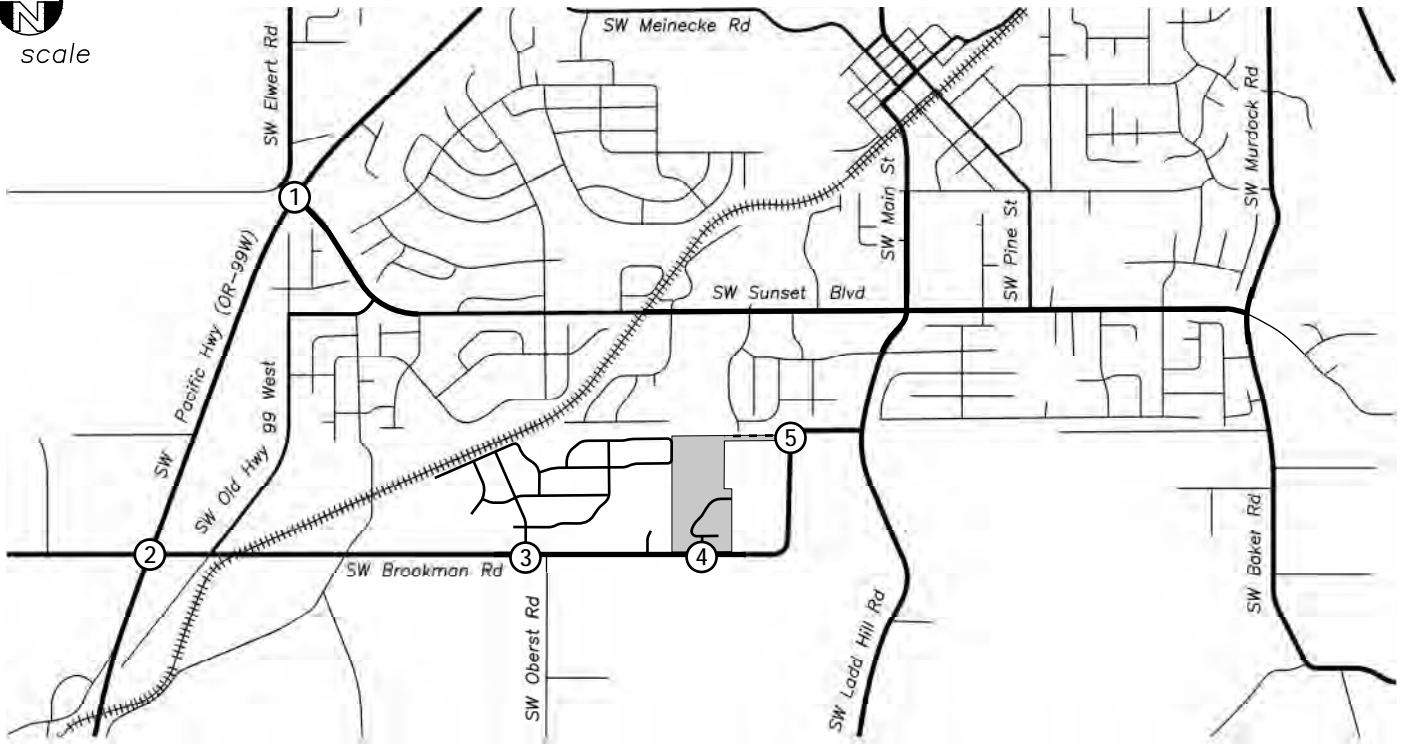 N
scale
SW Elwert Rd
SW Meinecke Rd
SW Murdock Rd
1
SW Main St
SW Pine St
SW Pacific Hwy (OR-99W)
SW Sunset Blvd
SW Old Hwy 99 West
5
2
3
4
SW Brookman Rd
SW Oberst Rd
SW Ladd Hill Rd
SW Baker Rd